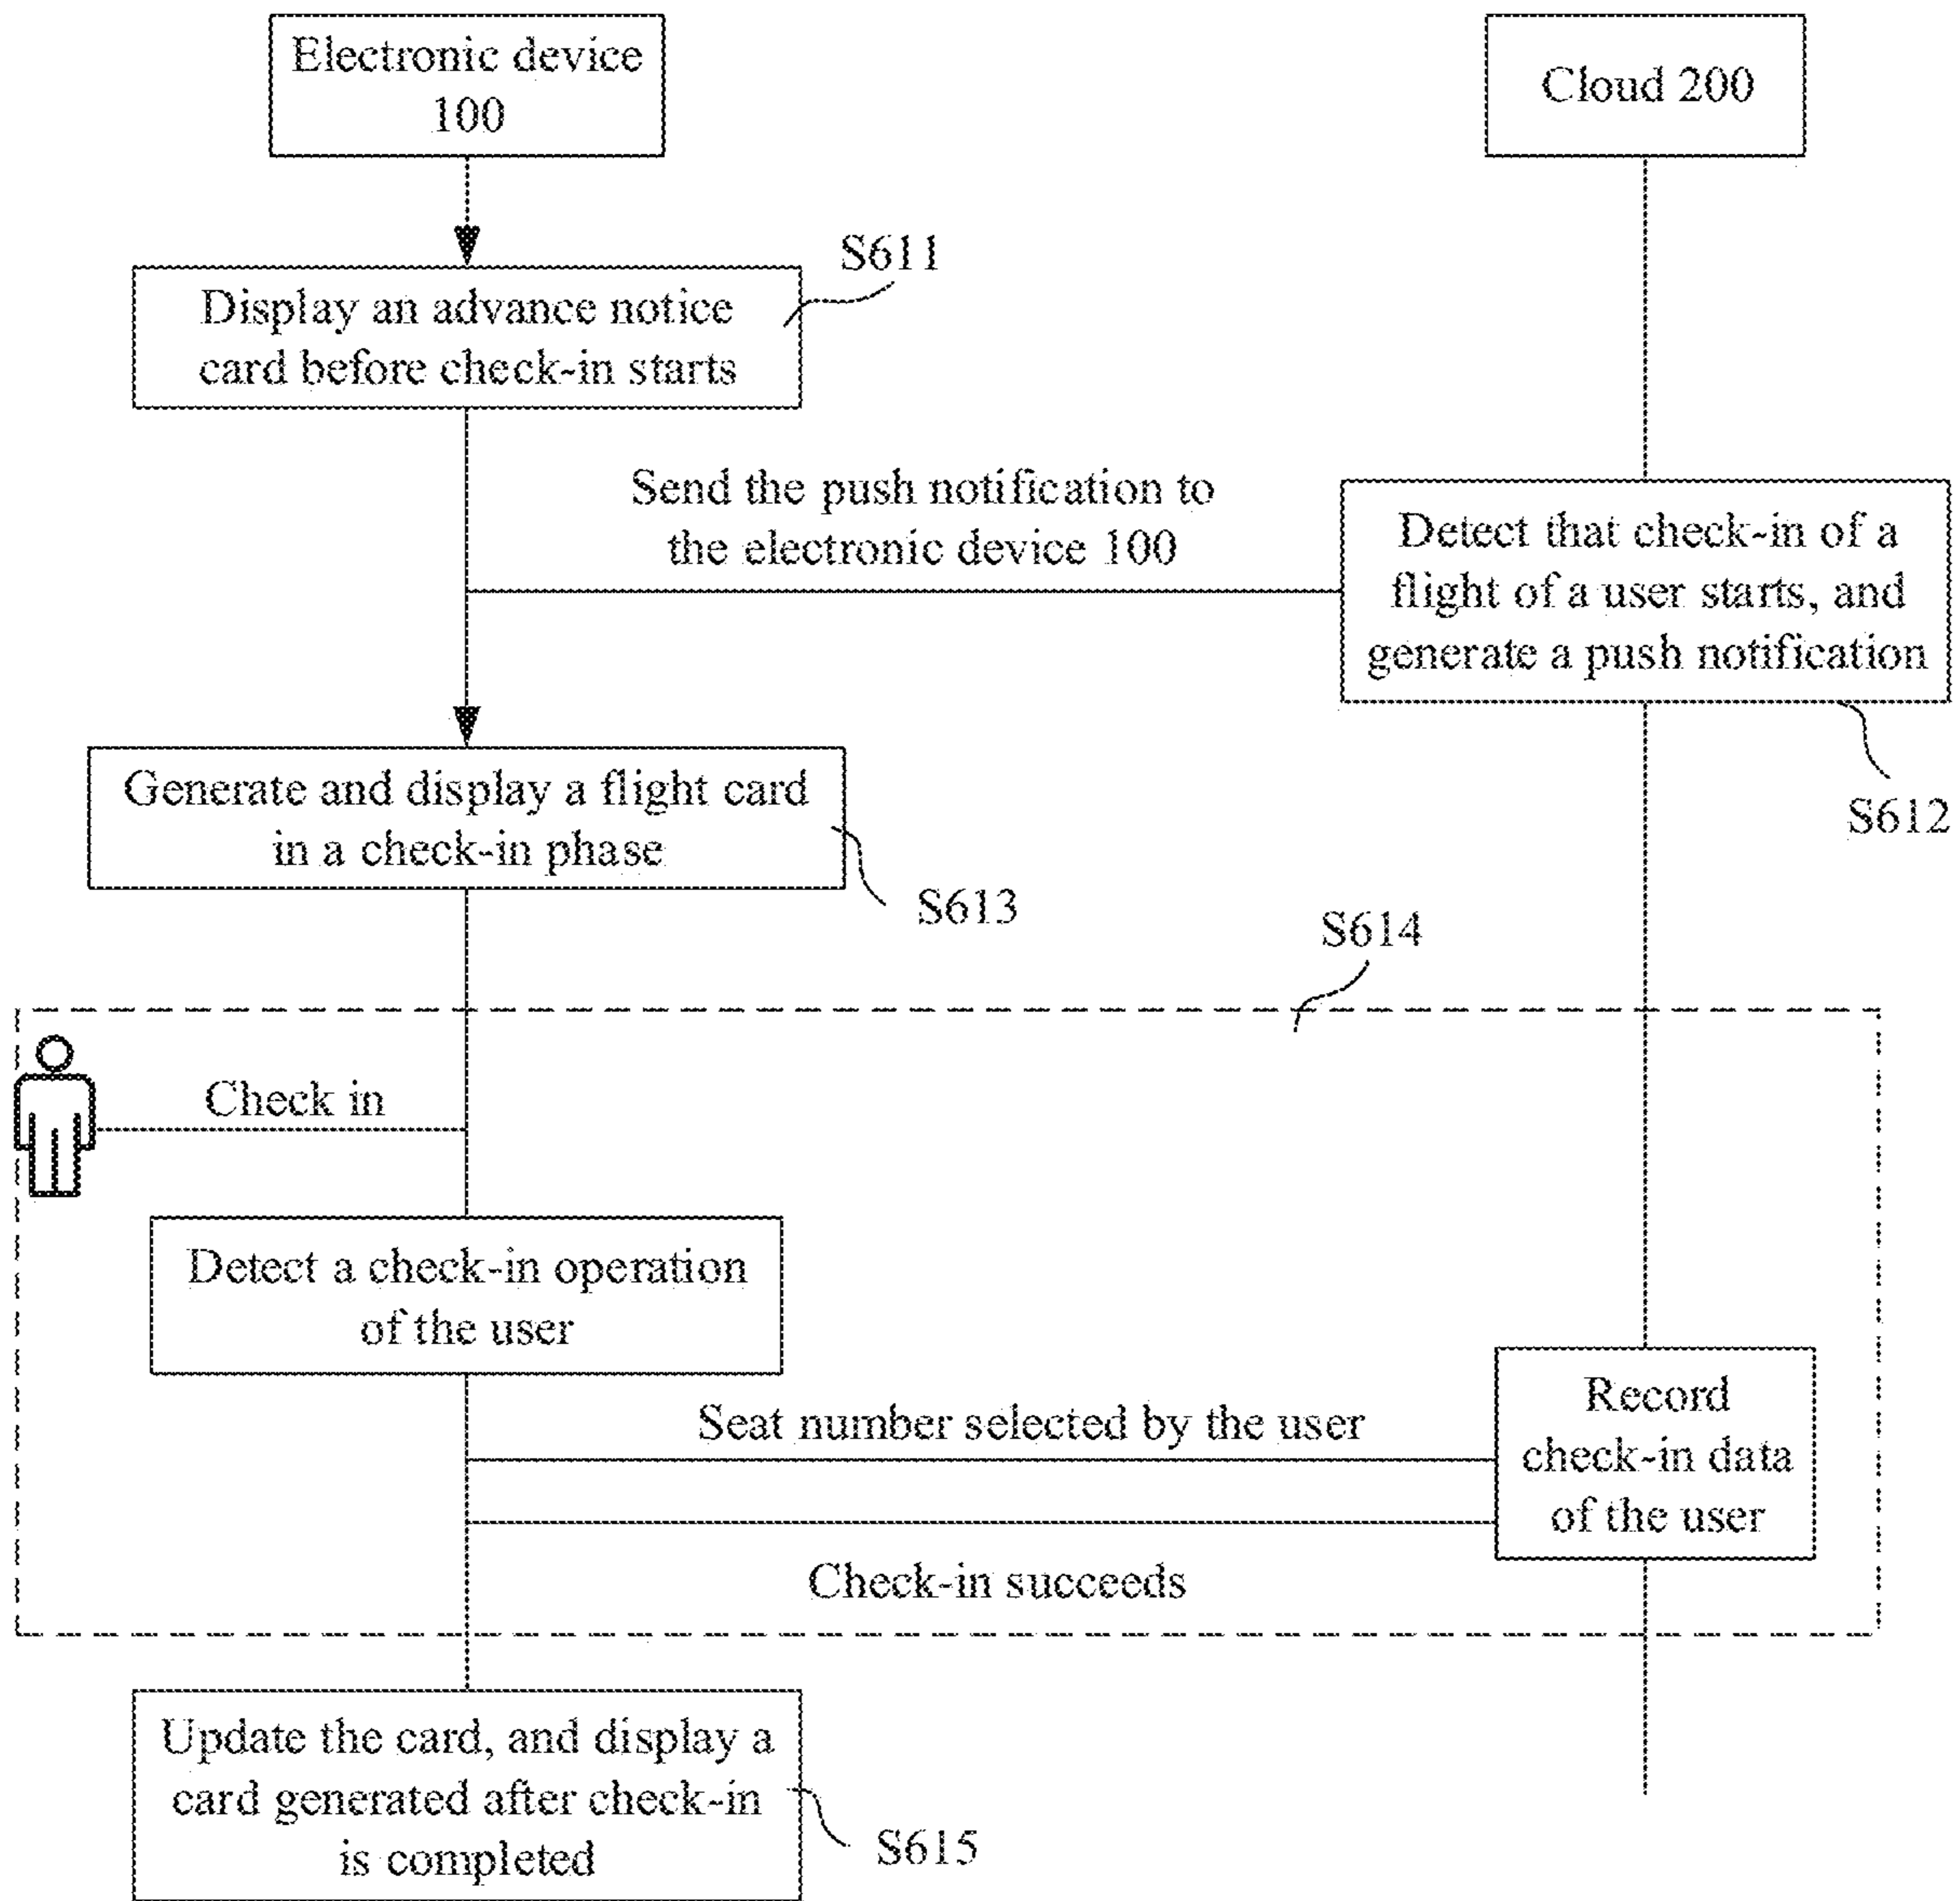 Electronic device
100
Cloud 200
S611
Display an advance notice
card before check-in starts
Send the push notification to
the electronic device 100
Detect that check-in of a
flight of a user starts, and
generate a push notification
S612
Generate and display a flight card
in a check-in phase
S613
S614
Check in
Detect a check-in operation
of the user
Seat number selected by the user
Record
check-in data
of the user
Check-in succeeds
Update the card, and display a
card generated after check-in
is completed
S615